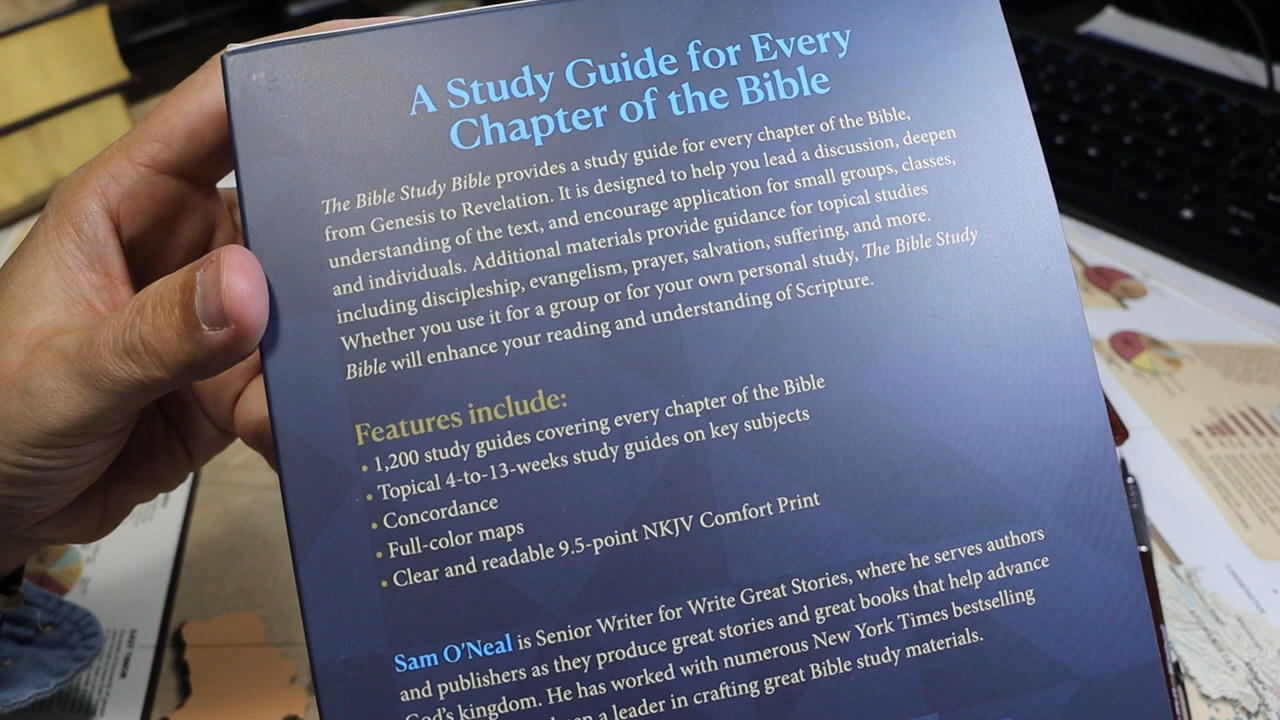 A Study Guide for Every
Chapter of the Bible
The Bible Study Bible provides a study guide for every chapter of the Bible,
from Genesis to Revelation. It is designed to help you lead a discussion, deepen
understanding of the text, and encourage application for small groups, classes,
and individuals. Additional materials provide guidance for topical studies
including discipleship, evangelism, prayer, salvation, suffering, and more.
Whether you use it for a group or for your own personal study, The Bible Study
Bible will enhance your reading and understanding of Scripture.
Features include:
• 1,200 study guides covering every chapter of the Bible
• Topical 4-to-13-weeks study guides on key subjects
• Concordance
• Full-color maps
• Clear and readable 9.5-point NKJV Comfort Print
Sam O'Neal is Senior Writer for Write Great Stories, where he serves authors
and publishers as they produce great stories and great books that help advance
God's kingdom. He has worked with numerous New York Times bestselling
a leader in crafting great Bible study materials.